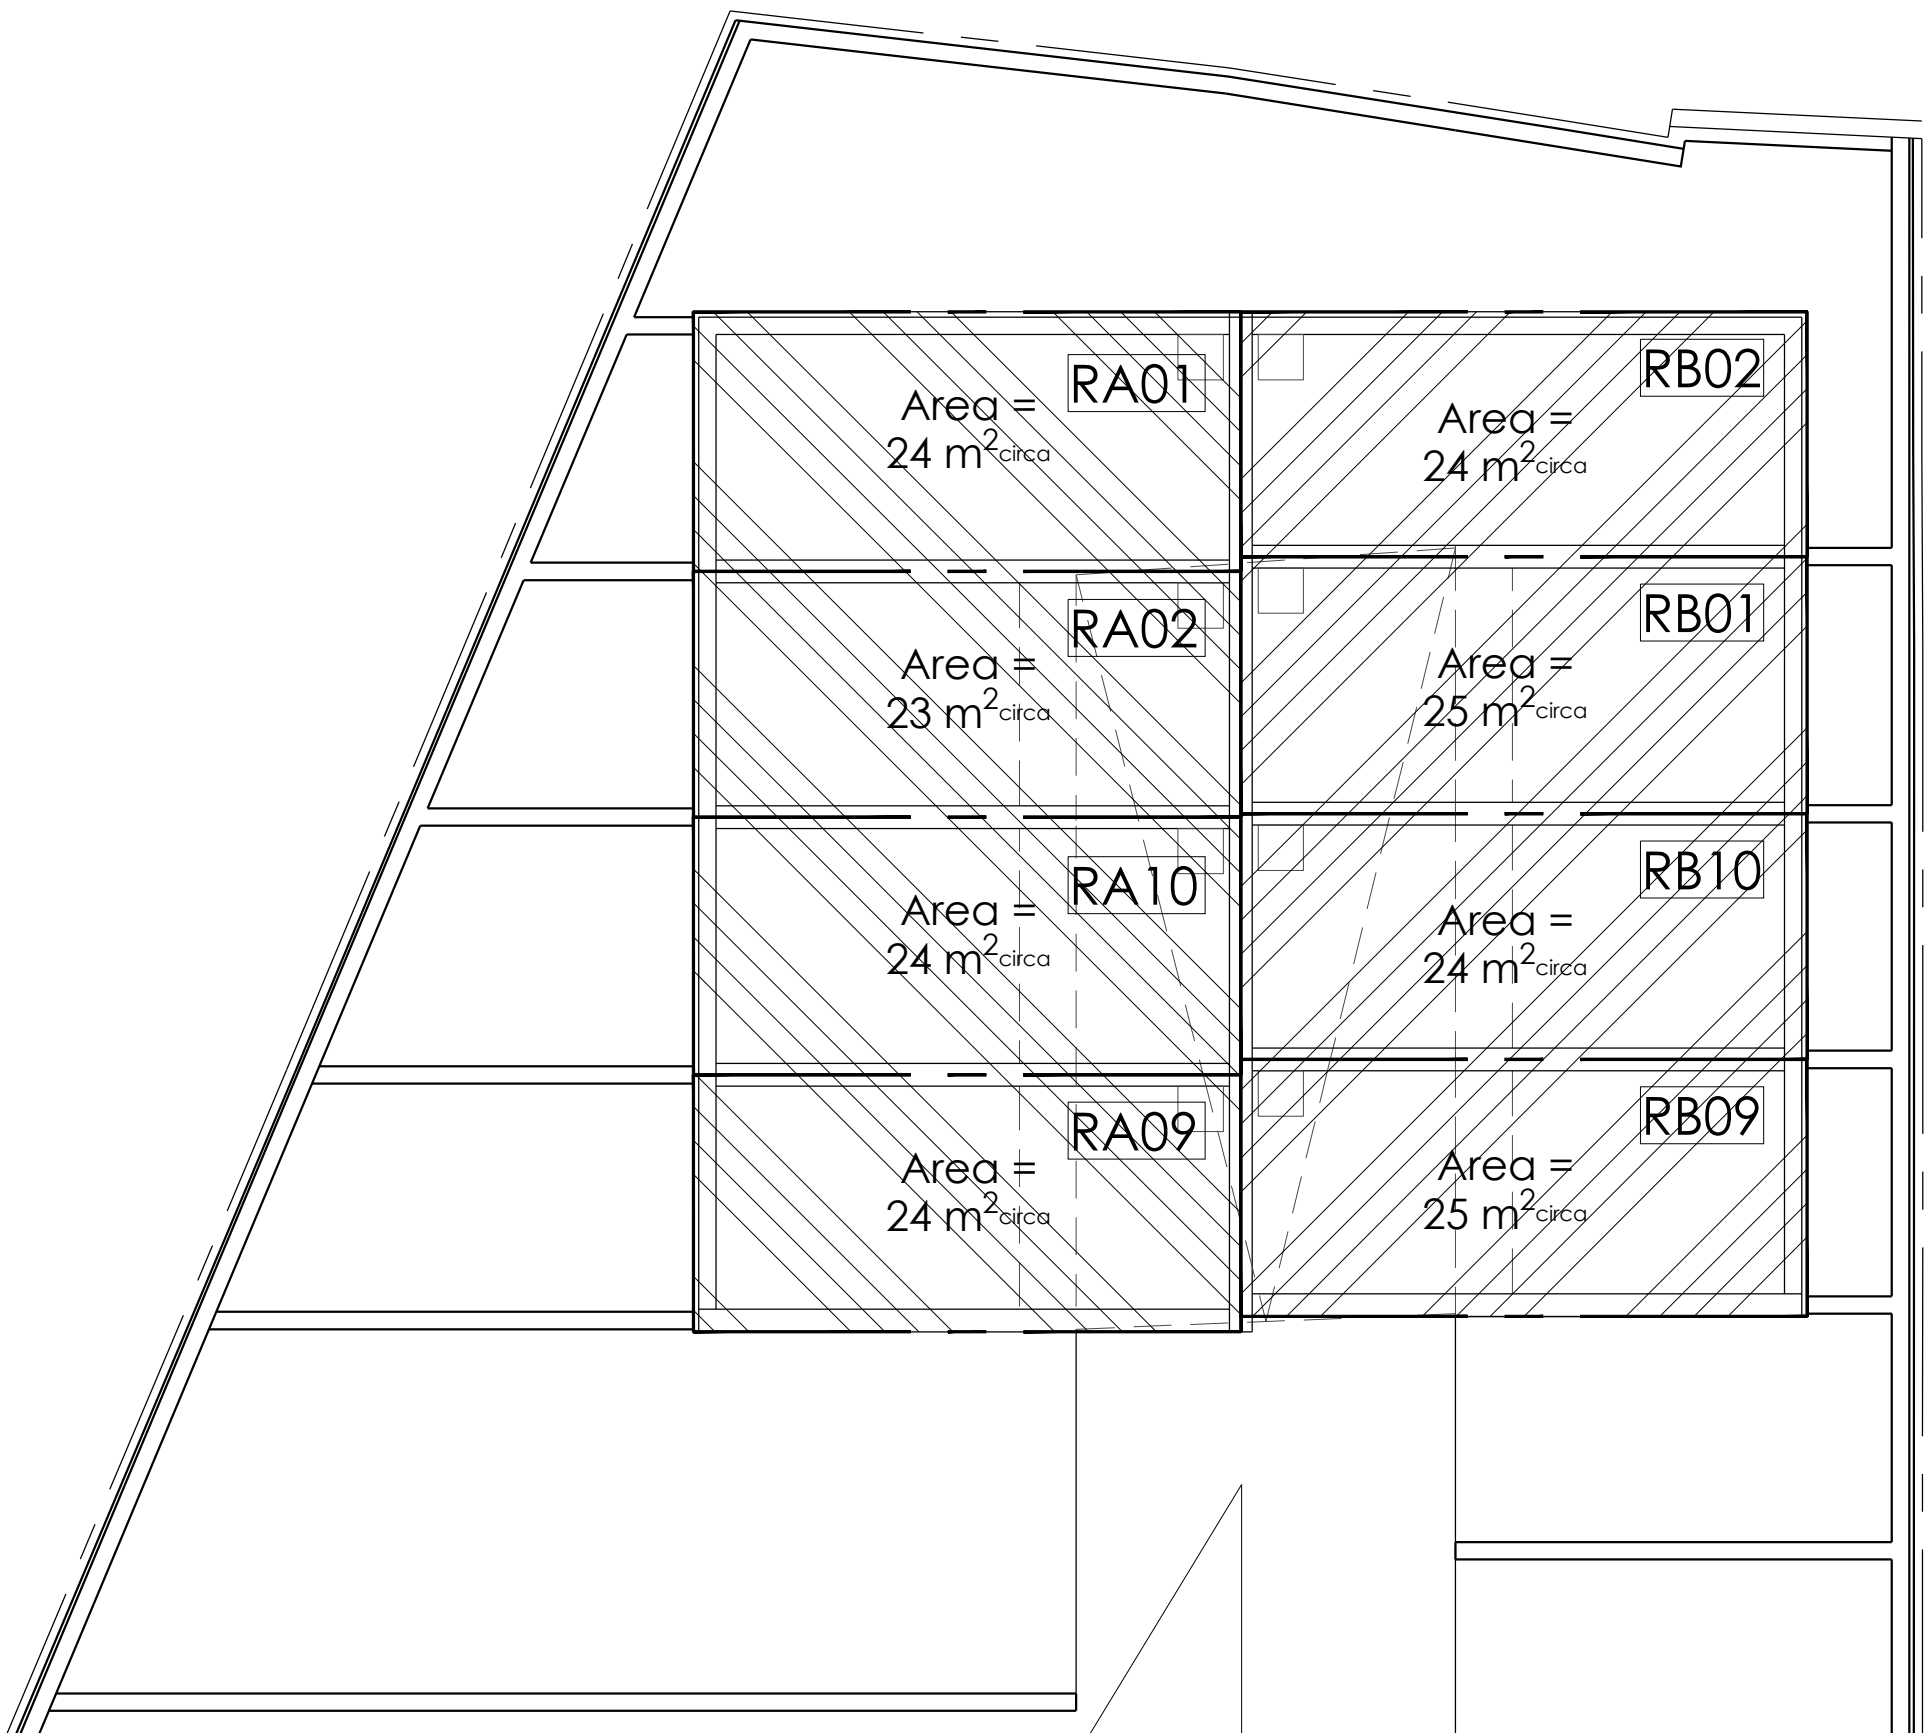 RA01
Area =
24 m²circa
RB02
Area =
24 m²circa
RA02
Area =
23 m²circa
RB01
Area =
25 m²circa
RA10
Area =
24 m²circa
RB10
Area =
24 m²circa
RA09
Area =
24 m²circa
RB09
Area =
25 m²circa